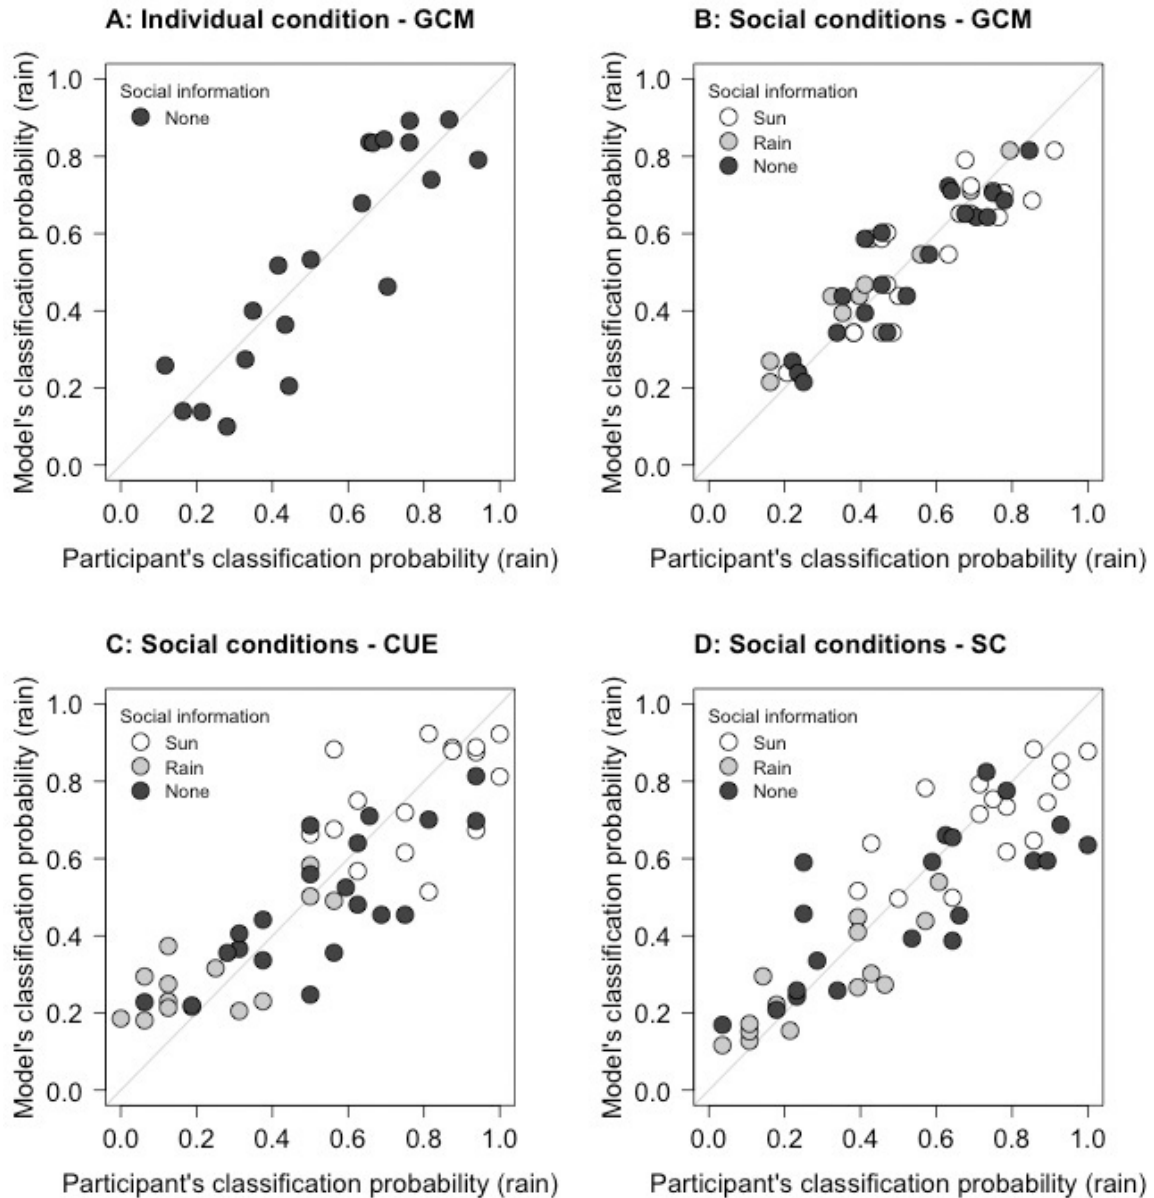 A: Individual condition - GCM
Model's classification probability (rain)
1.0
0.8
0.6
0.4
0.2
0.0
Social information
None
0.0 0.2 0.4 0.6 0.8 1.0
Participant's classification probability (rain)
B: Social conditions - GCM
Model's classification probability (rain)
1.0
0.8
0.6
0.4
0.2
0.0
Social information
Sun
Rain
None
0.0 0.2 0.4 0.6 0.8 1.0
Participant's classification probability (rain)
C: Social conditions - CUE
Model's classification probability (rain)
1.0
0.8
0.6
0.4
0.2
0.0
Social information
Sun
Rain
None
0.0 0.2 0.4 0.6 0.8 1.0
Participant's classification probability (rain)
D: Social conditions - SC
Model's classification probability (rain)
1.0
0.8
0.6
0.4
0.2
0.0
Social information
Sun
Rain
None
0.0 0.2 0.4 0.6 0.8 1.0
Participant's classification probability (rain)